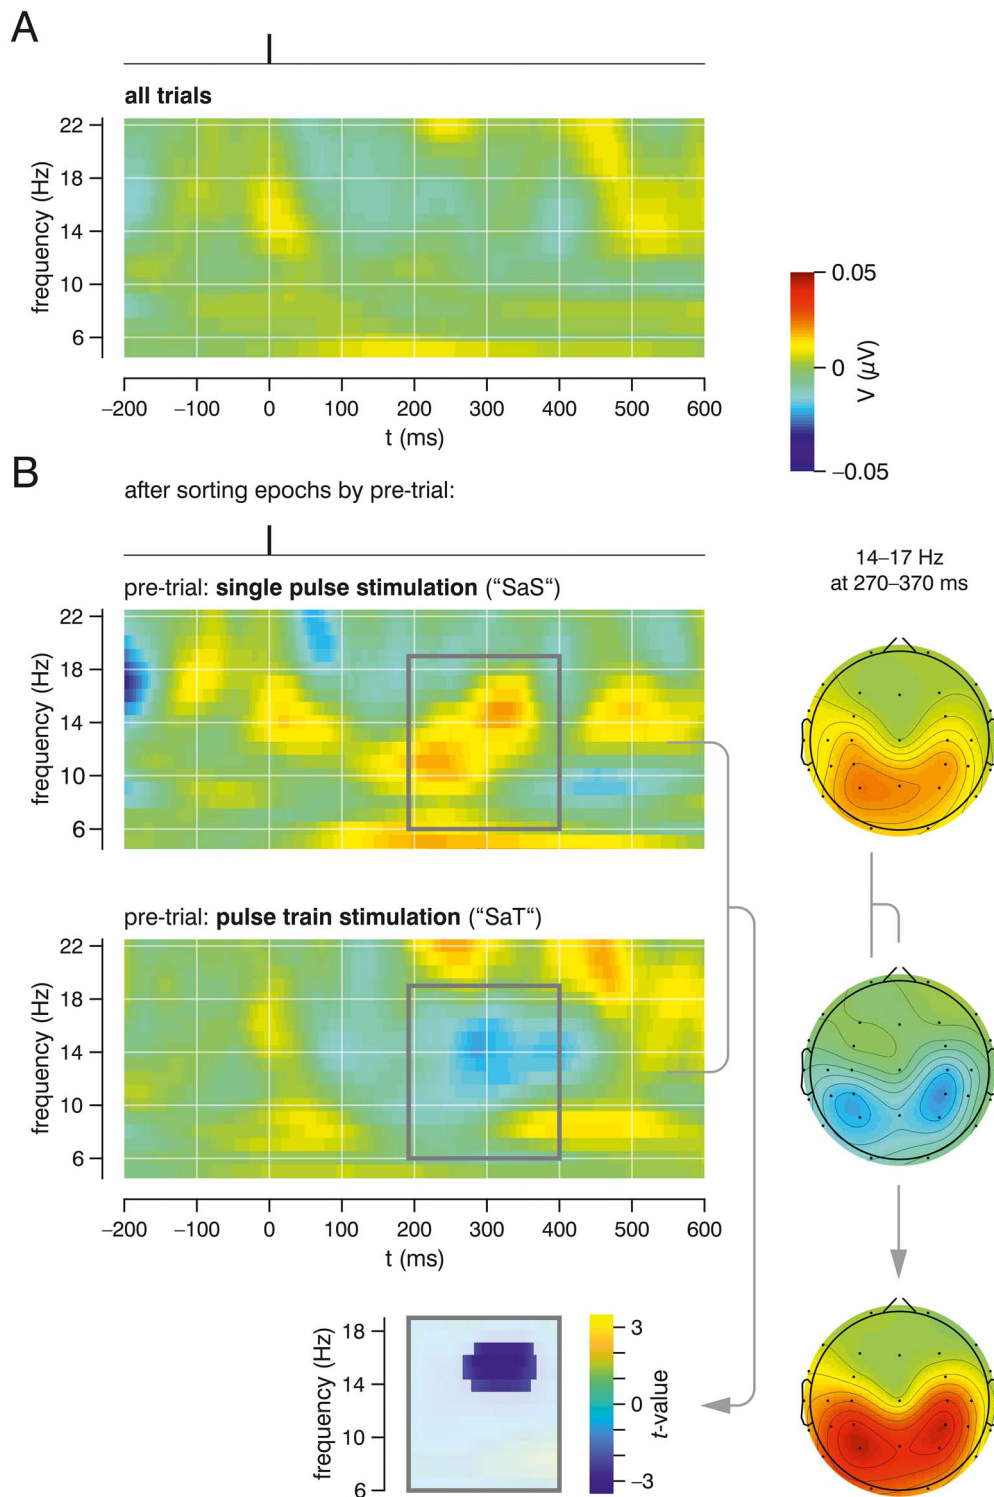 A
all trials
22
18
14
10
6
frequency (Hz)
−200 −100 0 100 200 300 400 500 600
t (ms)
0.05
0
−0.05
V (μV)
B
after sorting epochs by pre-trial:
pre-trial: single pulse stimulation (“SaS“)
22
18
14
10
6
frequency (Hz)
14–17 Hz
at 270–370 ms
pre-trial: pulse train stimulation (“SaT“)
22
18
14
10
6
frequency (Hz)
−200 −100 0 100 200 300 400 500 600
t (ms)
18
14
10
6
frequency (Hz)
3
0
−3
t-value